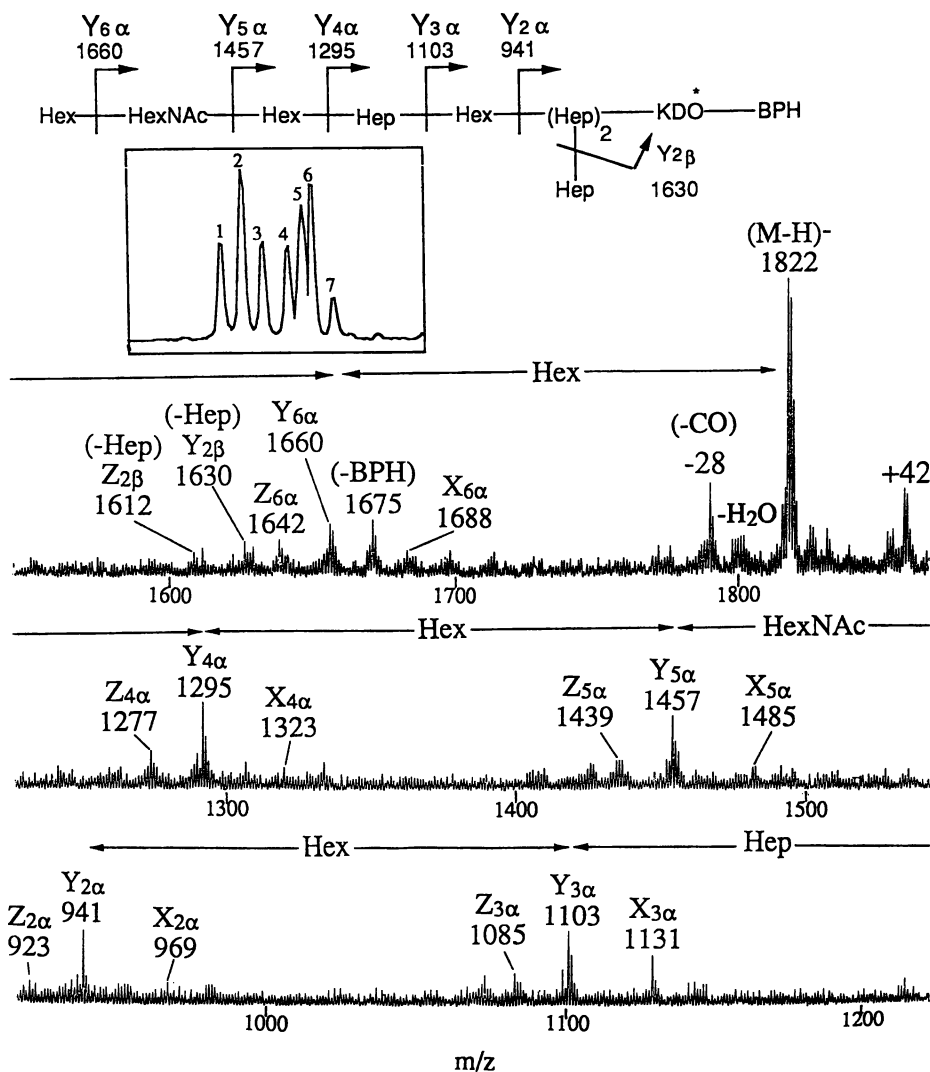 Y6α Y5α Y4α Y3α Y2α
1660 1457 1295 1103 941
Hex HexNAc Hex Hep Hex (Hep)2 KDO* BPH
Y2β
Hep 1630
1 2 3 4 5 6 7
(M-H)-
1822
Hex
(-Hep) (-Hep) Y6α (-CO)
Z2β Y2β 1660 (-BPH) X6α -28 +42
1612 1630 Z6α 1675 1688 -H2O
1642
1600 1700 1800
Hex HexNAc
Z4α Y4α X4α Z5α Y5α X5α
1277 1295 1323 1439 1457 1485
1300 1400 1500
Hex Hep
Z2α Y2α X2α Z3α Y3α X3α
923 941 969 1085 1103 1131
1000 1100 1200
m/z